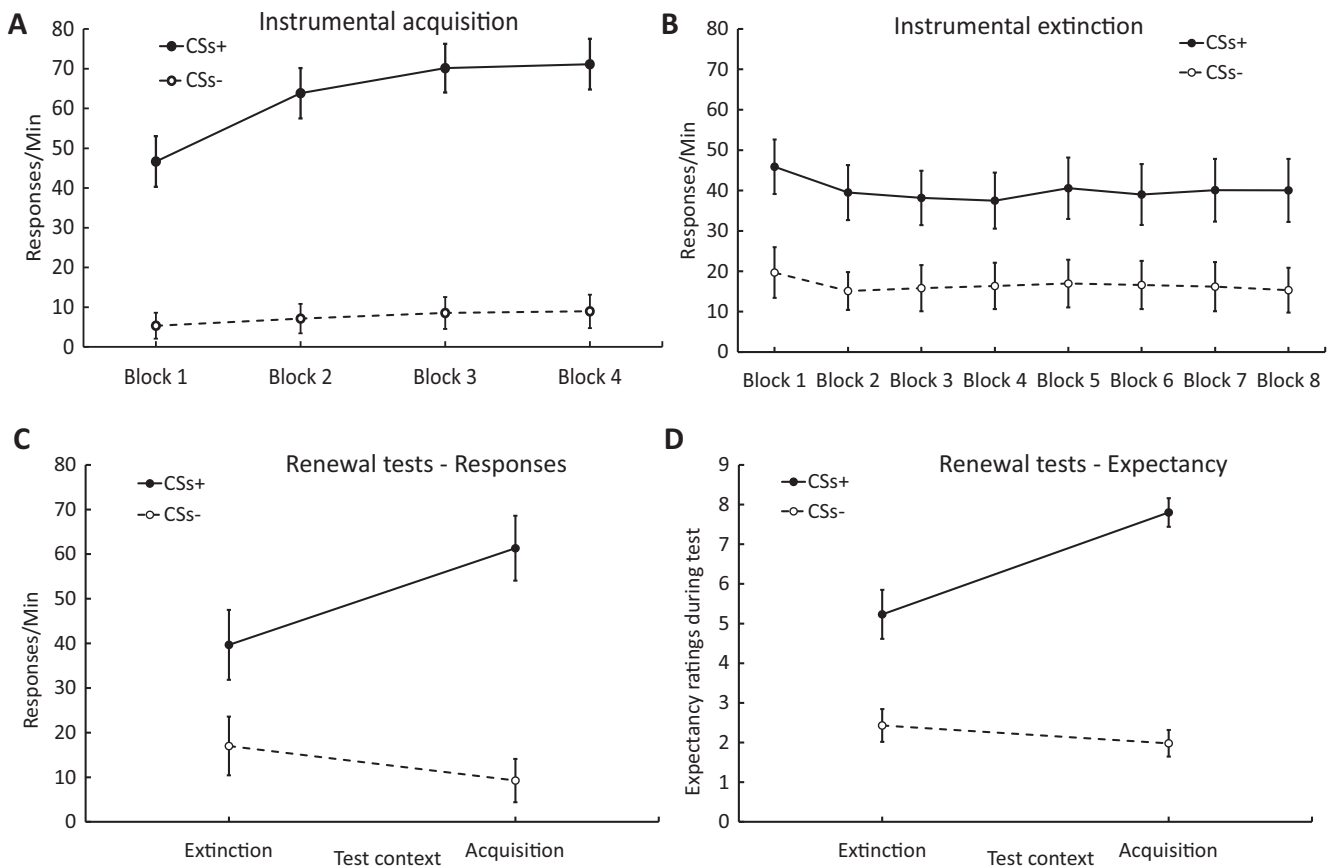 A
Instrumental acquisition
CSs+
CSs-
Responses/Min
80
70
60
50
40
30
20
10
0
Block 1 Block 2 Block 3 Block 4
B
Instrumental extinction
CSs+
CSs-
Responses/Min
80
70
60
50
40
30
20
10
0
Block 1 Block 2 Block 3 Block 4 Block 5 Block 6 Block 7 Block 8
C
Renewal tests - Responses
CSs+
CSs-
Responses/Min
80
70
60
50
40
30
20
10
0
Extinction Test context Acquisition
D
Renewal tests - Expectancy
CSs+
CSs-
Expectancy ratings during test
9
8
7
6
5
4
3
2
1
0
Extinction Test context Acquisition